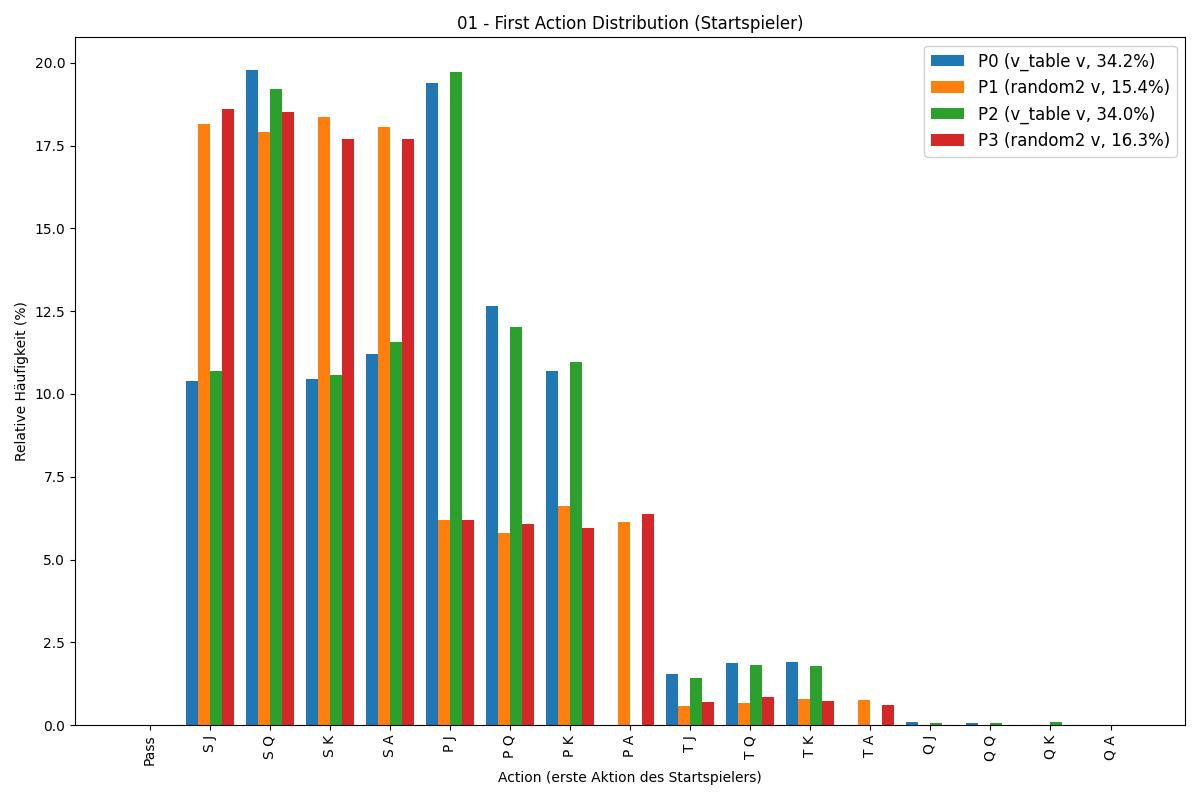 01 - First Action Distribution (Startspieler)
P0 (v_table v, 34.2%)
P1 (random2 v, 15.4%)
P2 (v_table v, 34.0%)
P3 (random2 v, 16.3%)
Relative Häufigkeit (%)
20.0
17.5
15.0
12.5
10.0
7.5
5.0
2.5
0.0
Pass
S J
S Q
S K
S A
P J
P Q
P K
P A
T J
T Q
T K
T A
Q J
Q Q
Q K
Q A
Action (erste Aktion des Startspielers)